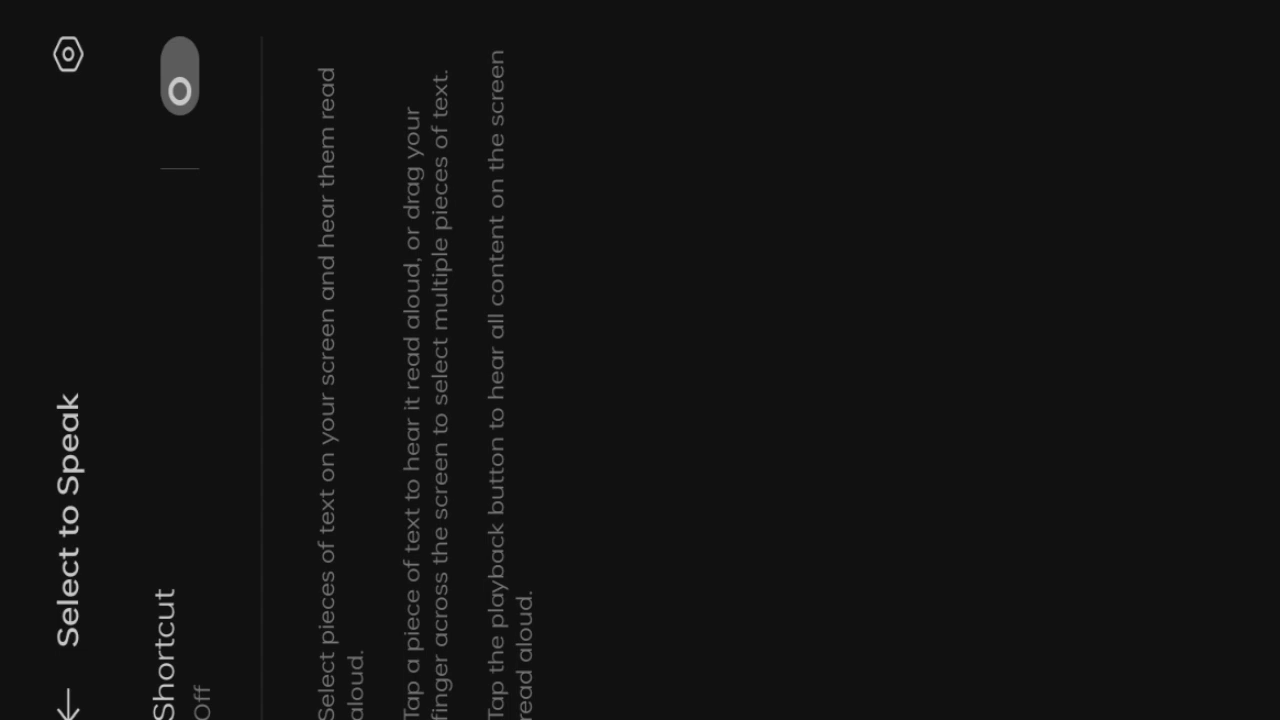 Select to Speak
Shortcut
Off
Select pieces of text on your screen and hear them read
aloud.
Tap a piece of text to hear it read aloud, or drag your
finger across the screen to select multiple pieces of text.
Tap the playback button to hear all content on the screen
read aloud.